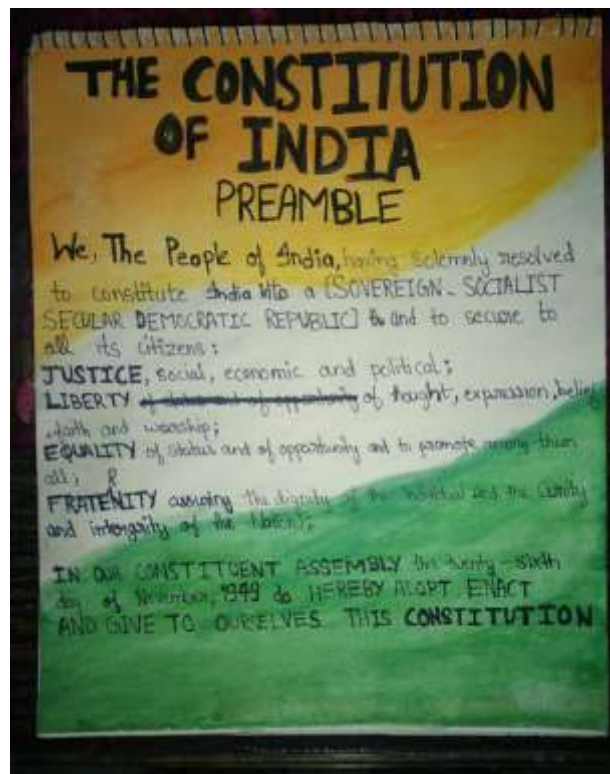 THE CONSTITUTION
OF INDIA
PREAMBLE
We, The People of India, having solemnly resolved
to constitute India into a [SOVEREIGN SOCIALIST
SECULAR DEMOCRATIC REPUBLIC] and to secure to
all its citizens:
JUSTICE, social, economic and political;
LIBERTY of thought, expression, belief
, faith and worship;
EQUALITY of status and of opportunity and to promote among them
all;
FRATENITY assuring the dignity of the individual and the
and of the Nation];
IN OUR CONSTITUENT ASSEMBLY this twenty-sixth
day of November, 1949 do HEREBY ADOPT ENACT
AND GIVE TO OURSELVES THIS CONSTITUTION